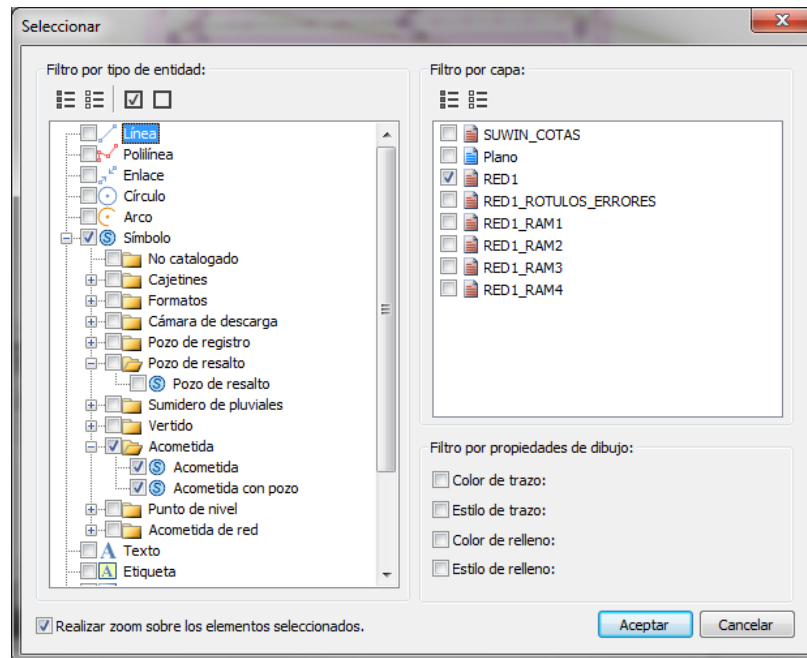 Seleccionar
Filtro por tipo de entidad:
Línea
Polilínea
Enlace
Círculo
Arco
Símbolo
No catalogado
Cajetines
Formatos
Cámara de descarga
Pozo de registro
Pozo de resalto
Pozo de resalto
Sumidero de pluviales
Vertido
Acometida
Acometida
Acometida con pozo
Punto de nivel
Acometida de red
A Texto
A Etiqueta
Filtro por capa:
SUWIN_COTAS
Plano
RED1
RED1_ROTULOS_ERRORES
RED1_RAM1
RED1_RAM2
RED1_RAM3
RED1_RAM4
Filtro por propiedades de dibujo:
Color de trazo:
Estilo de trazo:
Color de relleno:
Estilo de relleno:
Realizar zoom sobre los elementos seleccionados.
Aceptar
Cancelar